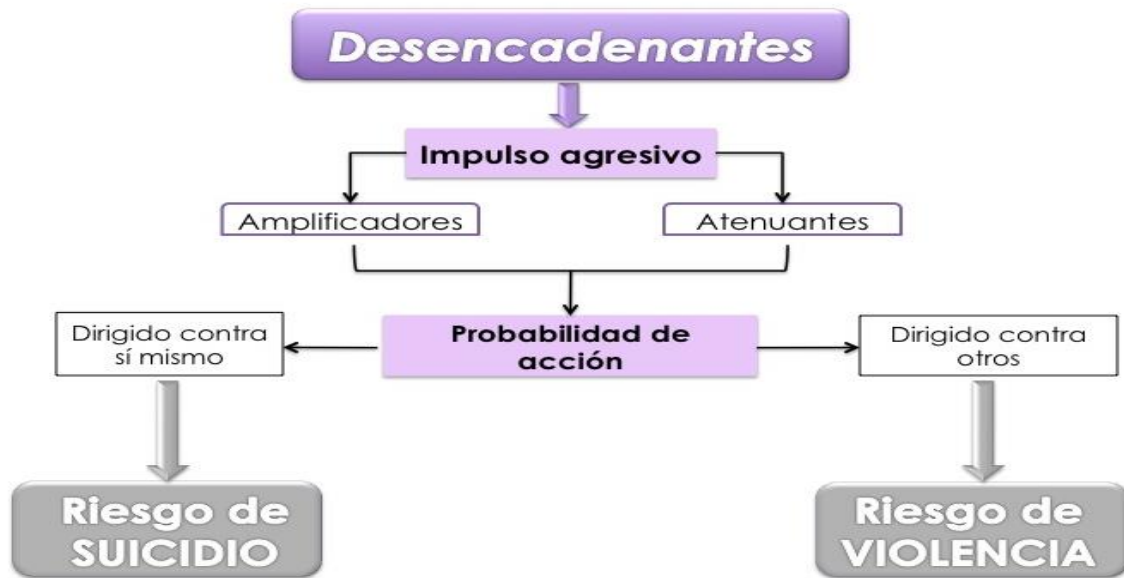 Desencadenantes
Impulso agresivo
Amplificadores
Atenuantes
Dirigido contra
sí mismo
Probabilidad de
acción
Dirigido contra
otros
Riesgo de
SUICIDIO
Riesgo de
VIOLENCIA